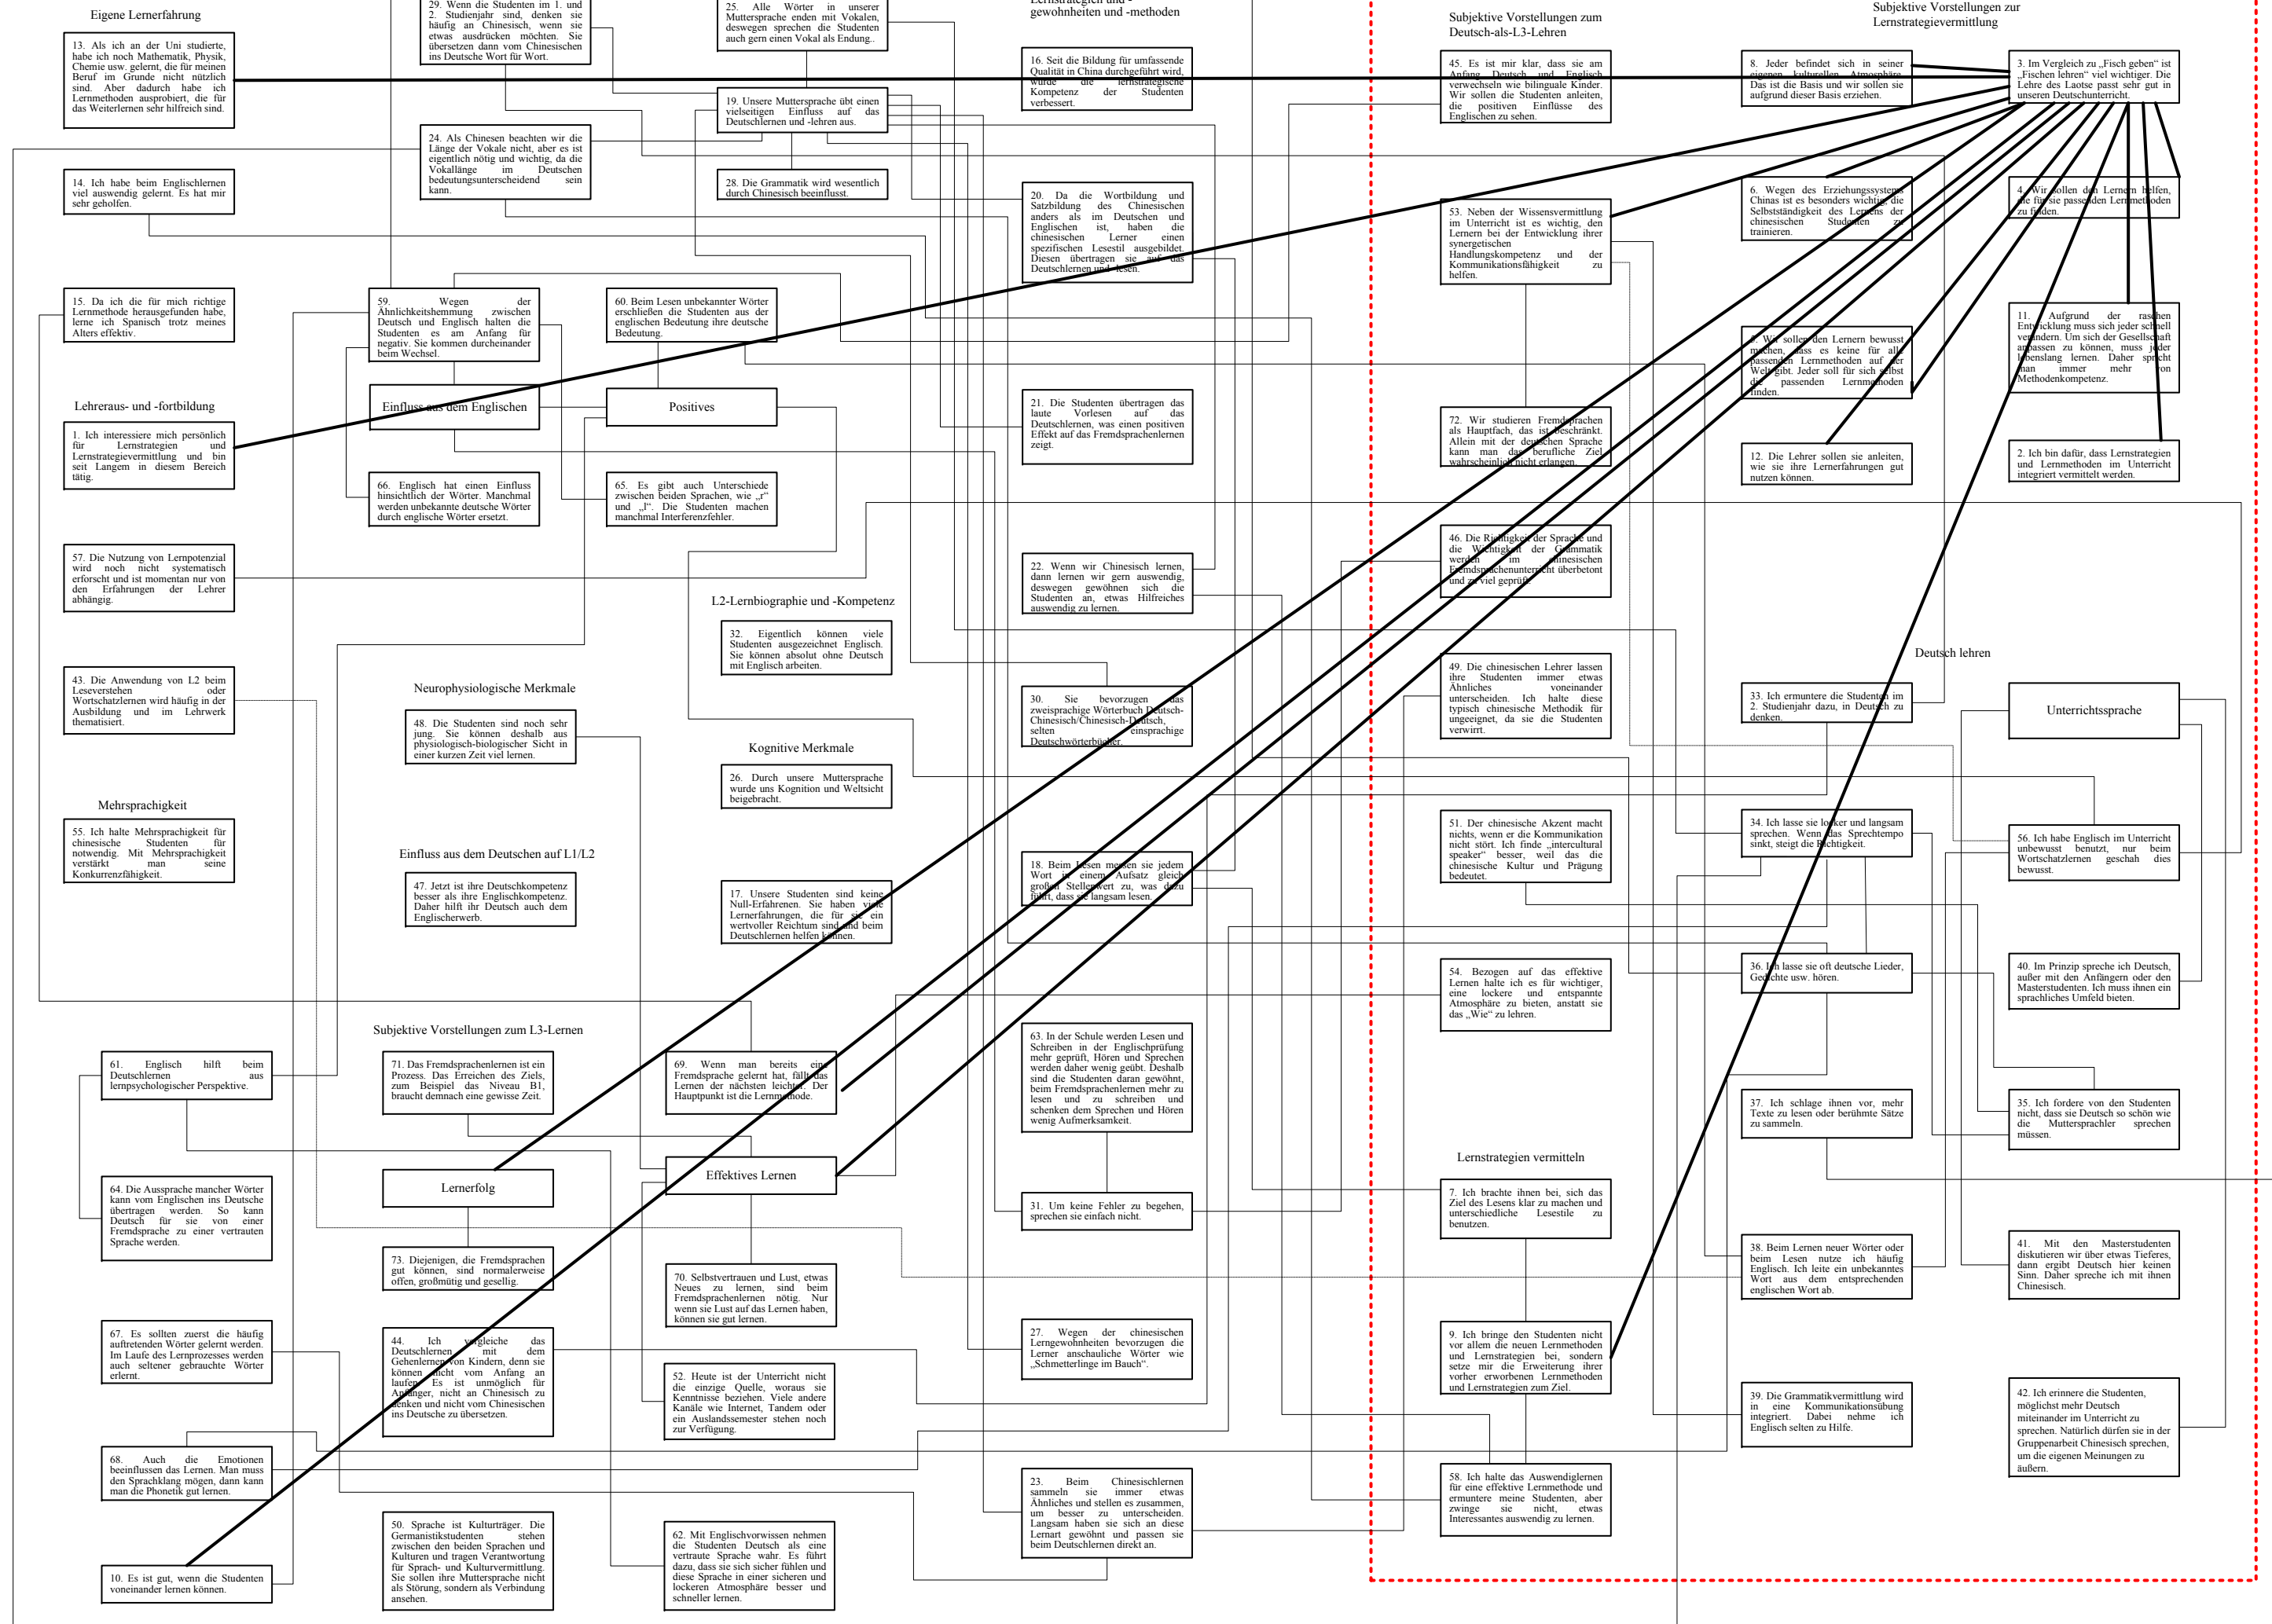 Eigene Lernerfahrung
13. Als ich an der Uni studierte,
habe ich noch Mathematik, Physik,
Chemie usw. gelernt, die für meinen
Beruf im Grunde nicht nützlich
sind. Aber dadurch habe ich
Lernmethoden ausprobiert, die für
das Weiterlernen sehr hilfreich sind.
14. Ich habe beim Englischlernen
viel auswendig gelernt. Es hat mir
sehr geholfen.
15. Da ich die für mich richtige
Lernmethode herausgefunden habe,
lerne ich Spanisch trotz meines
Alters effektiv.
Lehreraus- und -fortbildung
1. Ich interessiere mich persönlich
für Lernstrategien und
Lernstrategievermittlung und bin
seit Langem in diesem Bereich
tätig.
57. Die Nutzung von Lernpotenzial
wird noch nicht systematisch
erforscht und ist momentan nur von
den Erfahrungen der Lehrer
abhängig.
43. Die Anwendung von L2 beim
Leseverstehen oder
Wortschatzlernen wird häufig in der
Ausbildung und im Lehrwerk
thematisiert.
Mehrsprachigkeit
55. Ich halte Mehrsprachigkeit für
chinesische Studenten für
notwendig. Mit Mehrsprachigkeit
verstärkt man seine
Konkurrenzfähigkeit.
61. Englisch hilft beim
Deutschlernen aus
lernpsychologischer Perspektive.
64. Die Aussprache mancher Wörter
kann vom Englischen ins Deutsche
übertragen werden. So kann
Deutsch für sie von einer
Fremdsprache zu einer vertrauten
Sprache werden.
67. Es sollten zuerst die häufig
auftretenden Wörter gelernt werden.
Im Laufe des Lernprozesses werden
auch seltener gebrauchte Wörter
erlernt.
68. Auch die Emotionen
beeinflussen das Lernen. Man muss
den Sprachklang mögen, dann kann
man die Phonetik gut lernen.
10. Es ist gut, wenn die Studenten
voneinander lernen können.
29. Wenn die Studenten im 1. und
2. Studienjahr sind, denken sie
häufig an Chinesisch, wenn sie
etwas ausdrücken möchten. Sie
übersetzen dann vom Chinesischen
ins Deutsche Wort für Wort.
24. Als Chinesen beachten wir die
Länge der Vokale nicht, aber es ist
eigentlich nötig und wichtig, da die
Vokallänge im Deutschen
bedeutungsunterscheidend sein
kann.
59. Wegen der
Ähnlichkeitshemmung zwischen
Deutsch und Englisch halten die
Studenten es am Anfang für
negativ. Sie kommen durcheinander
beim Wechsel.
Einfluss aus dem Englischen
66. Englisch hat einen Einfluss
hinsichtlich der Wörter. Manchmal
werden unbekannte deutsche Wörter
durch englische Wörter ersetzt.
Neurophysiologische Merkmale
48. Die Studenten sind noch sehr
jung. Sie können deshalb aus
physiologisch-biologischer Sicht in
einer kurzen Zeit viel lernen.
Einfluss aus dem Deutschen auf L1/L2
47. Jetzt ist ihre Deutschkompetenz
besser als ihre Englischkompetenz.
Daher hilft ihr Deutsch auch dem
Englischerwerb.
Subjektive Vorstellungen zum L3-Lernen
71. Das Fremdsprachenlernen ist ein
Prozess. Das Erreichen des Ziels,
zum Beispiel das Niveau B1,
braucht demnach eine gewisse Zeit.
Lernerfolg
73. Diejenigen, die Fremdsprachen
gut können, sind normalerweise
offen, großmütig und gesellig.
44. Ich vergleiche das
Deutschlernen mit dem
Gehenlernen von Kindern, denn sie
können nicht vom Anfang an
laufen. Es ist unmöglich für
Anfänger, nicht an Chinesisch zu
denken und nicht vom Chinesischen
ins Deutsche zu übersetzen.
50. Sprache ist Kulturträger. Die
Germanistikstudenten stehen
zwischen den beiden Sprachen und
Kulturen und tragen Verantwortung
für Sprach- und Kulturvermittlung.
Sie sollen ihre Muttersprache nicht
als Störung, sondern als Verbindung
ansehen.
25. Alle Wörter in unserer
Muttersprache enden mit Vokalen,
deswegen sprechen die Studenten
auch gern einen Vokal als Endung..
19. Unsere Muttersprache übt einen
vielseitigen Einfluss auf das
Deutschlernen und -lehren aus.
28. Die Grammatik wird wesentlich
durch Chinesisch beeinflusst.
60. Beim Lesen unbekannter Wörter
erschließen die Studenten aus der
englischen Bedeutung ihre deutsche
Bedeutung.
Positives
65. Es gibt auch Unterschiede
zwischen beiden Sprachen, wie „r“
und „l“. Die Studenten machen
manchmal Interferenzfehler.
L2-Lernbiographie und -Kompetenz
32. Eigentlich können viele
Studenten ausgezeichnet Englisch.
Sie können absolut ohne Deutsch
mit Englisch arbeiten.
Kognitive Merkmale
26. Durch unsere Muttersprache
wurde uns Kognition und Weltsicht
beigebracht.
17. Unsere Studenten sind keine
Null-Erfahrenen. Sie haben viele
Lernerfahrungen, die für sie ein
wertvoller Reichtum sind und beim
Deutschlernen helfen können.
69. Wenn man bereits eine
Fremdsprache gelernt hat, fällt das
Lernen der nächsten leichter. Der
Hauptpunkt ist die Lernmethode.
Effektives Lernen
70. Selbstvertrauen und Lust, etwas
Neues zu lernen, sind beim
Fremdsprachenlernen nötig. Nur
wenn sie Lust auf das Lernen haben,
können sie gut lernen.
52. Heute ist der Unterricht nicht
die einzige Quelle, woraus sie
Kenntnisse beziehen. Viele andere
Kanäle wie Internet, Tandem oder
ein Auslandssemester stehen noch
zur Verfügung.
62. Mit Englischvorwissen nehmen
die Studenten Deutsch als eine
vertraute Sprache wahr. Es führt
dazu, dass sie sich sicher fühlen und
diese Sprache in einer sicheren und
lockeren Atmosphäre besser und
schneller lernen.
Lernstrategien und -
gewohnheiten und -methoden
16. Seit die Bildung für umfassende
Qualität in China durchgeführt wird,
wurde die lernstrategische
Kompetenz der Studenten
verbessert.
20. Da die Wortbildung und
Satzbildung des Chinesischen
anders als im Deutschen und
Englischen ist, haben die
chinesischen Lerner einen
spezifischen Lesestil ausgebildet.
Diesen übertragen sie auf das
Deutschlernen und -lesen.
21. Die Studenten übertragen das
laute Vorlesen auf das
Deutschlernen, was einen positiven
Effekt auf das Fremdsprachenlernen
zeigt.
22. Wenn wir Chinesisch lernen,
dann lernen wir gern auswendig,
deswegen gewöhnen sich die
Studenten an, etwas Hilfreiches
auswendig zu lernen.
30. Sie bevorzugen das
zweisprachige Wörterbuch Deutsch-
Chinesisch/Chinesisch-Deutsch,
selten einsprachige
Deutschwörterbücher.
18. Beim Lesen messen sie jedem
Wort in einem Aufsatz gleich
großen Stellenwert zu, was dazu
führt, dass sie langsam lesen.
63. In der Schule werden Lesen und
Schreiben in der Englischprüfung
mehr geprüft, Hören und Sprechen
werden daher wenig geübt. Deshalb
sind die Studenten daran gewöhnt,
beim Fremdsprachenlernen mehr zu
lesen und zu schreiben und
schenken dem Sprechen und Hören
wenig Aufmerksamkeit.
31. Um keine Fehler zu begehen,
sprechen sie einfach nicht.
27. Wegen der chinesischen
Lerngewohnheiten bevorzugen die
Lerner anschauliche Wörter wie
„Schmetterlinge im Bauch“.
23. Beim Chinesischlernen
sammeln sie immer etwas
Ähnliches und stellen es zusammen,
um besser zu unterscheiden.
Langsam haben sie sich an diese
Lernart gewöhnt und passen sie
beim Deutschlernen direkt an.
Subjektive Vorstellungen zum
Deutsch-als-L3-Lehren
45. Es ist mir klar, dass sie am
Anfang Deutsch und Englisch
verwechseln wie bilinguale Kinder.
Wir sollen die Studenten anleiten,
die positiven Einflüsse des
Englischen zu sehen.
53. Neben der Wissensvermittlung
im Unterricht ist es wichtig, den
Lernern bei der Entwicklung ihrer
synergetischen
Handlungskompetenz und der
Kommunikationsfähigkeit zu
helfen.
72. Wir studieren Fremdsprachen
als Hauptfach, das ist beschränkt.
Allein mit der deutschen Sprache
kann man das berufliche Ziel
wahrscheinlich nicht erlangen.
46. Die Richtigkeit der Sprache und
die Wichtigkeit der Grammatik
werden im chinesischen
Fremdsprachenunterricht überbetont
und zu viel geprüft.
49. Die chinesischen Lehrer lassen
ihre Studenten immer etwas
Ähnliches voneinander
unterscheiden. Ich halte diese
typisch chinesische Methodik für
ungeeignet, da sie die Studenten
verwirrt.
51. Der chinesische Akzent macht
nichts, wenn er die Kommunikation
nicht stört. Ich finde „intercultural
speaker“ besser, weil das die
chinesische Kultur und Prägung
bedeutet.
54. Bezogen auf das effektive
Lernen halte ich es für wichtiger,
eine lockere und entspannte
Atmosphäre zu bieten, anstatt sie
das „Wie“ zu lehren.
Lernstrategien vermitteln
7. Ich brachte ihnen bei, sich das
Ziel des Lesens klar zu machen und
unterschiedliche Lesestile zu
benutzen.
9. Ich bringe den Studenten nicht
vor allem die neuen Lernmethoden
und Lernstrategien bei, sondern
setze mir die Erweiterung ihrer
vorher erworbenen Lernmethoden
und Lernstrategien zum Ziel.
58. Ich halte das Auswendiglernen
für eine effektive Lernmethode und
ermuntere meine Studenten, aber
zwinge sie nicht, etwas
Interessantes auswendig zu lernen.
Subjektive Vorstellungen zur
Lernstrategievermittlung
8. Jeder befindet sich in seiner
eigenen kulturellen Atmosphäre.
Das ist die Basis und wir sollen sie
aufgrund dieser Basis erziehen.
6. Wegen des Erziehungssystems
Chinas ist es besonders wichtig, die
Selbstständigkeit des Lernens der
chinesischen Studenten zu
trainieren.
5. Wir sollen den Lernern bewusst
machen, dass es keine für alle
passenden Lernmethoden auf der
Welt gibt. Jeder soll für sich selbst
die passenden Lernmethoden
finden.
12. Die Lehrer sollen sie anleiten,
wie sie ihre Lernerfahrungen gut
nutzen können.
3. Im Vergleich zu „Fisch geben“ ist
„Fischen lehren“ viel wichtiger. Die
Lehre des Laotse passt sehr gut in
unseren Deutschunterricht.
4. Wir sollen den Lernern helfen,
die für sie passenden Lernmethoden
zu finden.
11. Aufgrund der raschen
Entwicklung muss sich jeder schnell
verändern. Um sich der Gesellschaft
anpassen zu können, muss jeder
lebenslang lernen. Daher spricht
man immer mehr von
Methodenkompetenz.
2. Ich bin dafür, dass Lernstrategien
und Lernmethoden im Unterricht
integriert vermittelt werden.
Deutsch lehren
33. Ich ermuntere die Studenten im
2. Studienjahr dazu, in Deutsch zu
denken.
34. Ich lasse sie locker und langsam
sprechen. Wenn das Sprechtempo
sinkt, steigt die Richtigkeit.
36. Ich lasse sie oft deutsche Lieder,
Gedichte usw. hören.
37. Ich schlage ihnen vor, mehr
Texte zu lesen oder berühmte Sätze
zu sammeln.
38. Beim Lernen neuer Wörter oder
beim Lesen nutze ich häufig
Englisch. Ich leite ein unbekanntes
Wort aus dem entsprechenden
englischen Wort ab.
39. Die Grammatikvermittlung wird
in eine Kommunikationsübung
integriert. Dabei nehme ich
Englisch selten zu Hilfe.
Unterrichtssprache
56. Ich habe Englisch im Unterricht
unbewusst benutzt, nur beim
Wortschatzlernen geschah dies
bewusst.
40. Im Prinzip spreche ich Deutsch,
außer mit den Anfängern oder den
Masterstudenten. Ich muss ihnen ein
sprachliches Umfeld bieten.
35. Ich fordere von den Studenten
nicht, dass sie Deutsch so schön wie
die Muttersprachler sprechen
müssen.
41. Mit den Masterstudenten
diskutieren wir über etwas Tieferes,
dann ergibt Deutsch hier keinen
Sinn. Daher spreche ich mit ihnen
Chinesisch.
42. Ich erinnere die Studenten,
möglichst mehr Deutsch
miteinander im Unterricht zu
sprechen. Natürlich dürfen sie in der
Gruppenarbeit Chinesisch sprechen,
um die eigenen Meinungen zu
äußern.